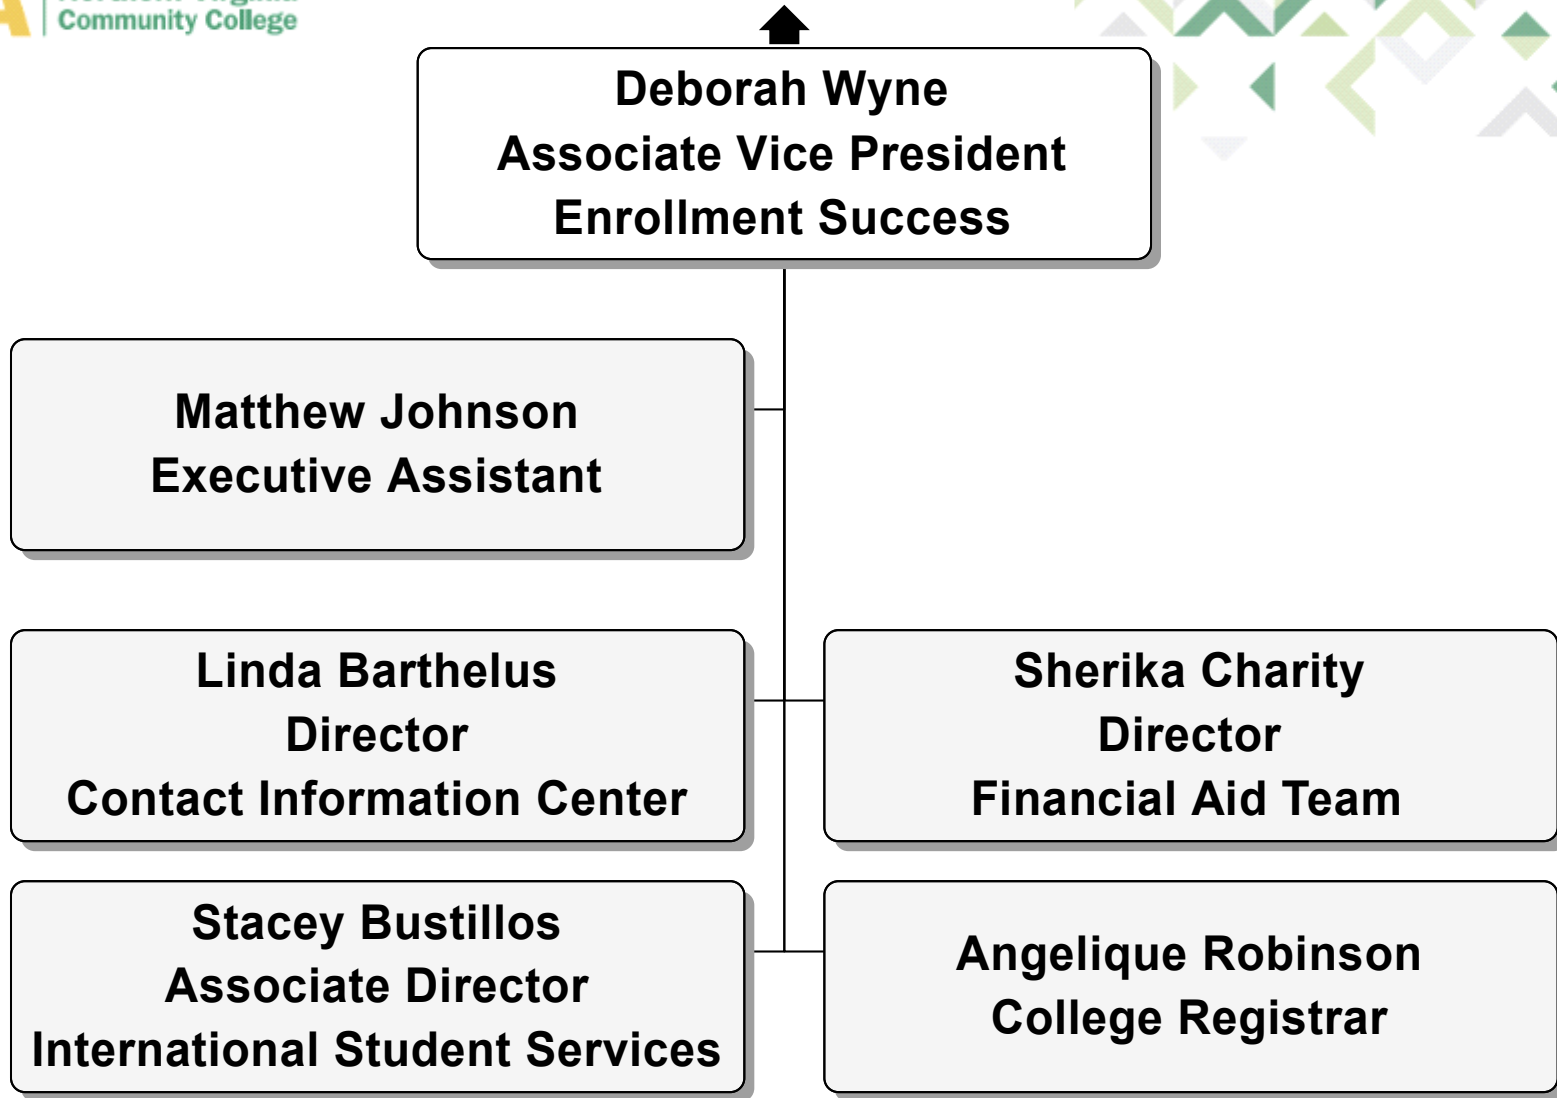 Community College
Deborah Wyne
Associate Vice President
Enrollment Success
Matthew Johnson
Executive Assistant
Linda Barthelus
Director
Contact Information Center
Sherika Charity
Director
Financial Aid Team
Stacey Bustillos
Associate Director
International Student Services
Angelique Robinson
College Registrar